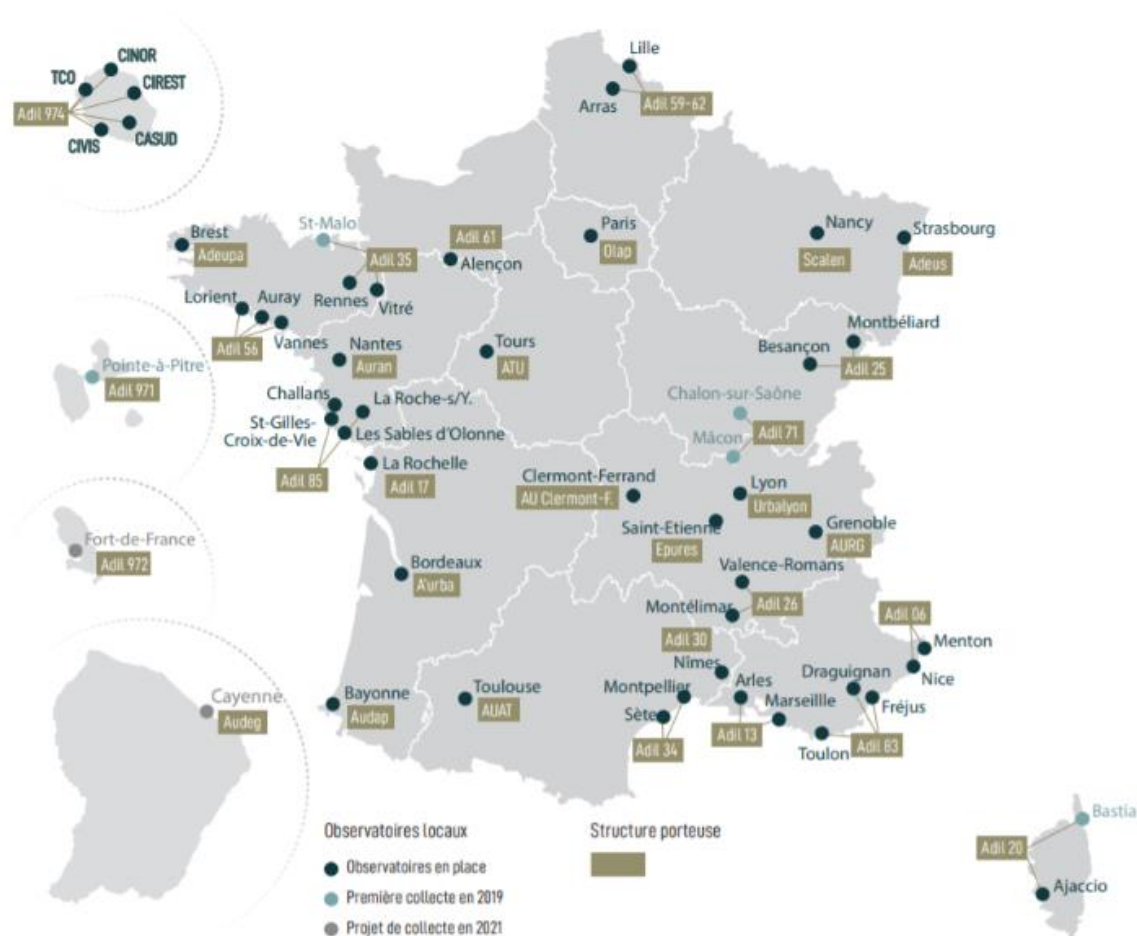 CINOR
TCO
CIREST
Adil 974
CIVIS
CASUD
Lille
Arras
Adil 59-62
St-Malo
Brest
Adeupa
Adil 61
Alençon
Adil 35
Rennes
Vitré
Paris
Olap
Nancy
Scalen
Strasbourg
Adeus
Lorient
Auray
Vannes
Adil 56
Nantes
Auran
Tours
ATU
Montbéliard
Besançon
Adil 25
Pointe-à-Pitre
Adil 971
Challans
La Roche-s/Y.
St-Gilles-
Croix-de-Vie
Les Sables d'Olonne
Adil 85
La Rochelle
Adil 17
Chalon-sur-Saône
Mâcon
Adil 71
Clermont-Ferrand
AU Clermont-F.
Lyon
Urbalyon
Saint-Etienne
Epures
Grenoble
AURG
Fort-de-France
Adil 972
Bordeaux
A'urba
Valence-Romans
Montélimar
Adil 26
Adil 30
Nîmes
Adil 06
Menton
Nice
Cayenne
Audeg
Bayonne
Audap
Toulouse
AUAT
Montpellier
Sète
Adil 34
Arles
Adil 13
Marseillle
Draguignan
Fréjus
Toulon
Adil 83
Observatoires locaux
Observatoires en place
Première collecte en 2019
Projet de collecte en 2021
Structure porteuse
Bastia
Adil 20
Ajaccio